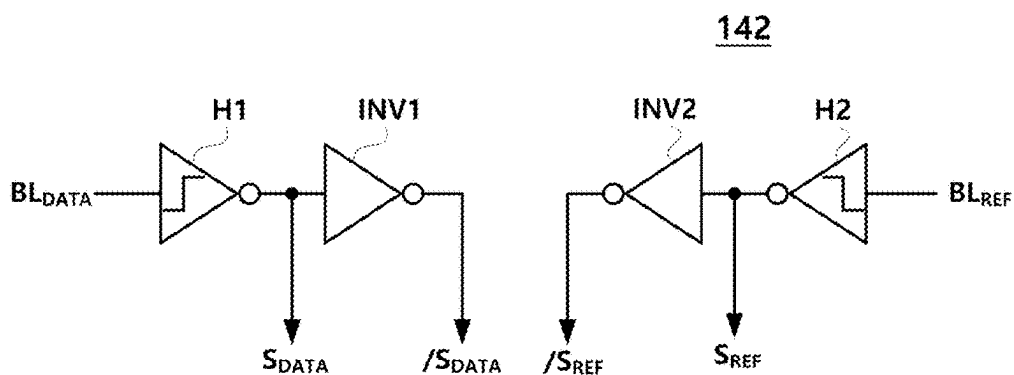 142
H1 INV1 INV2 H2
BLDATA BLREF
SDATA /SDATA /SREF SREF